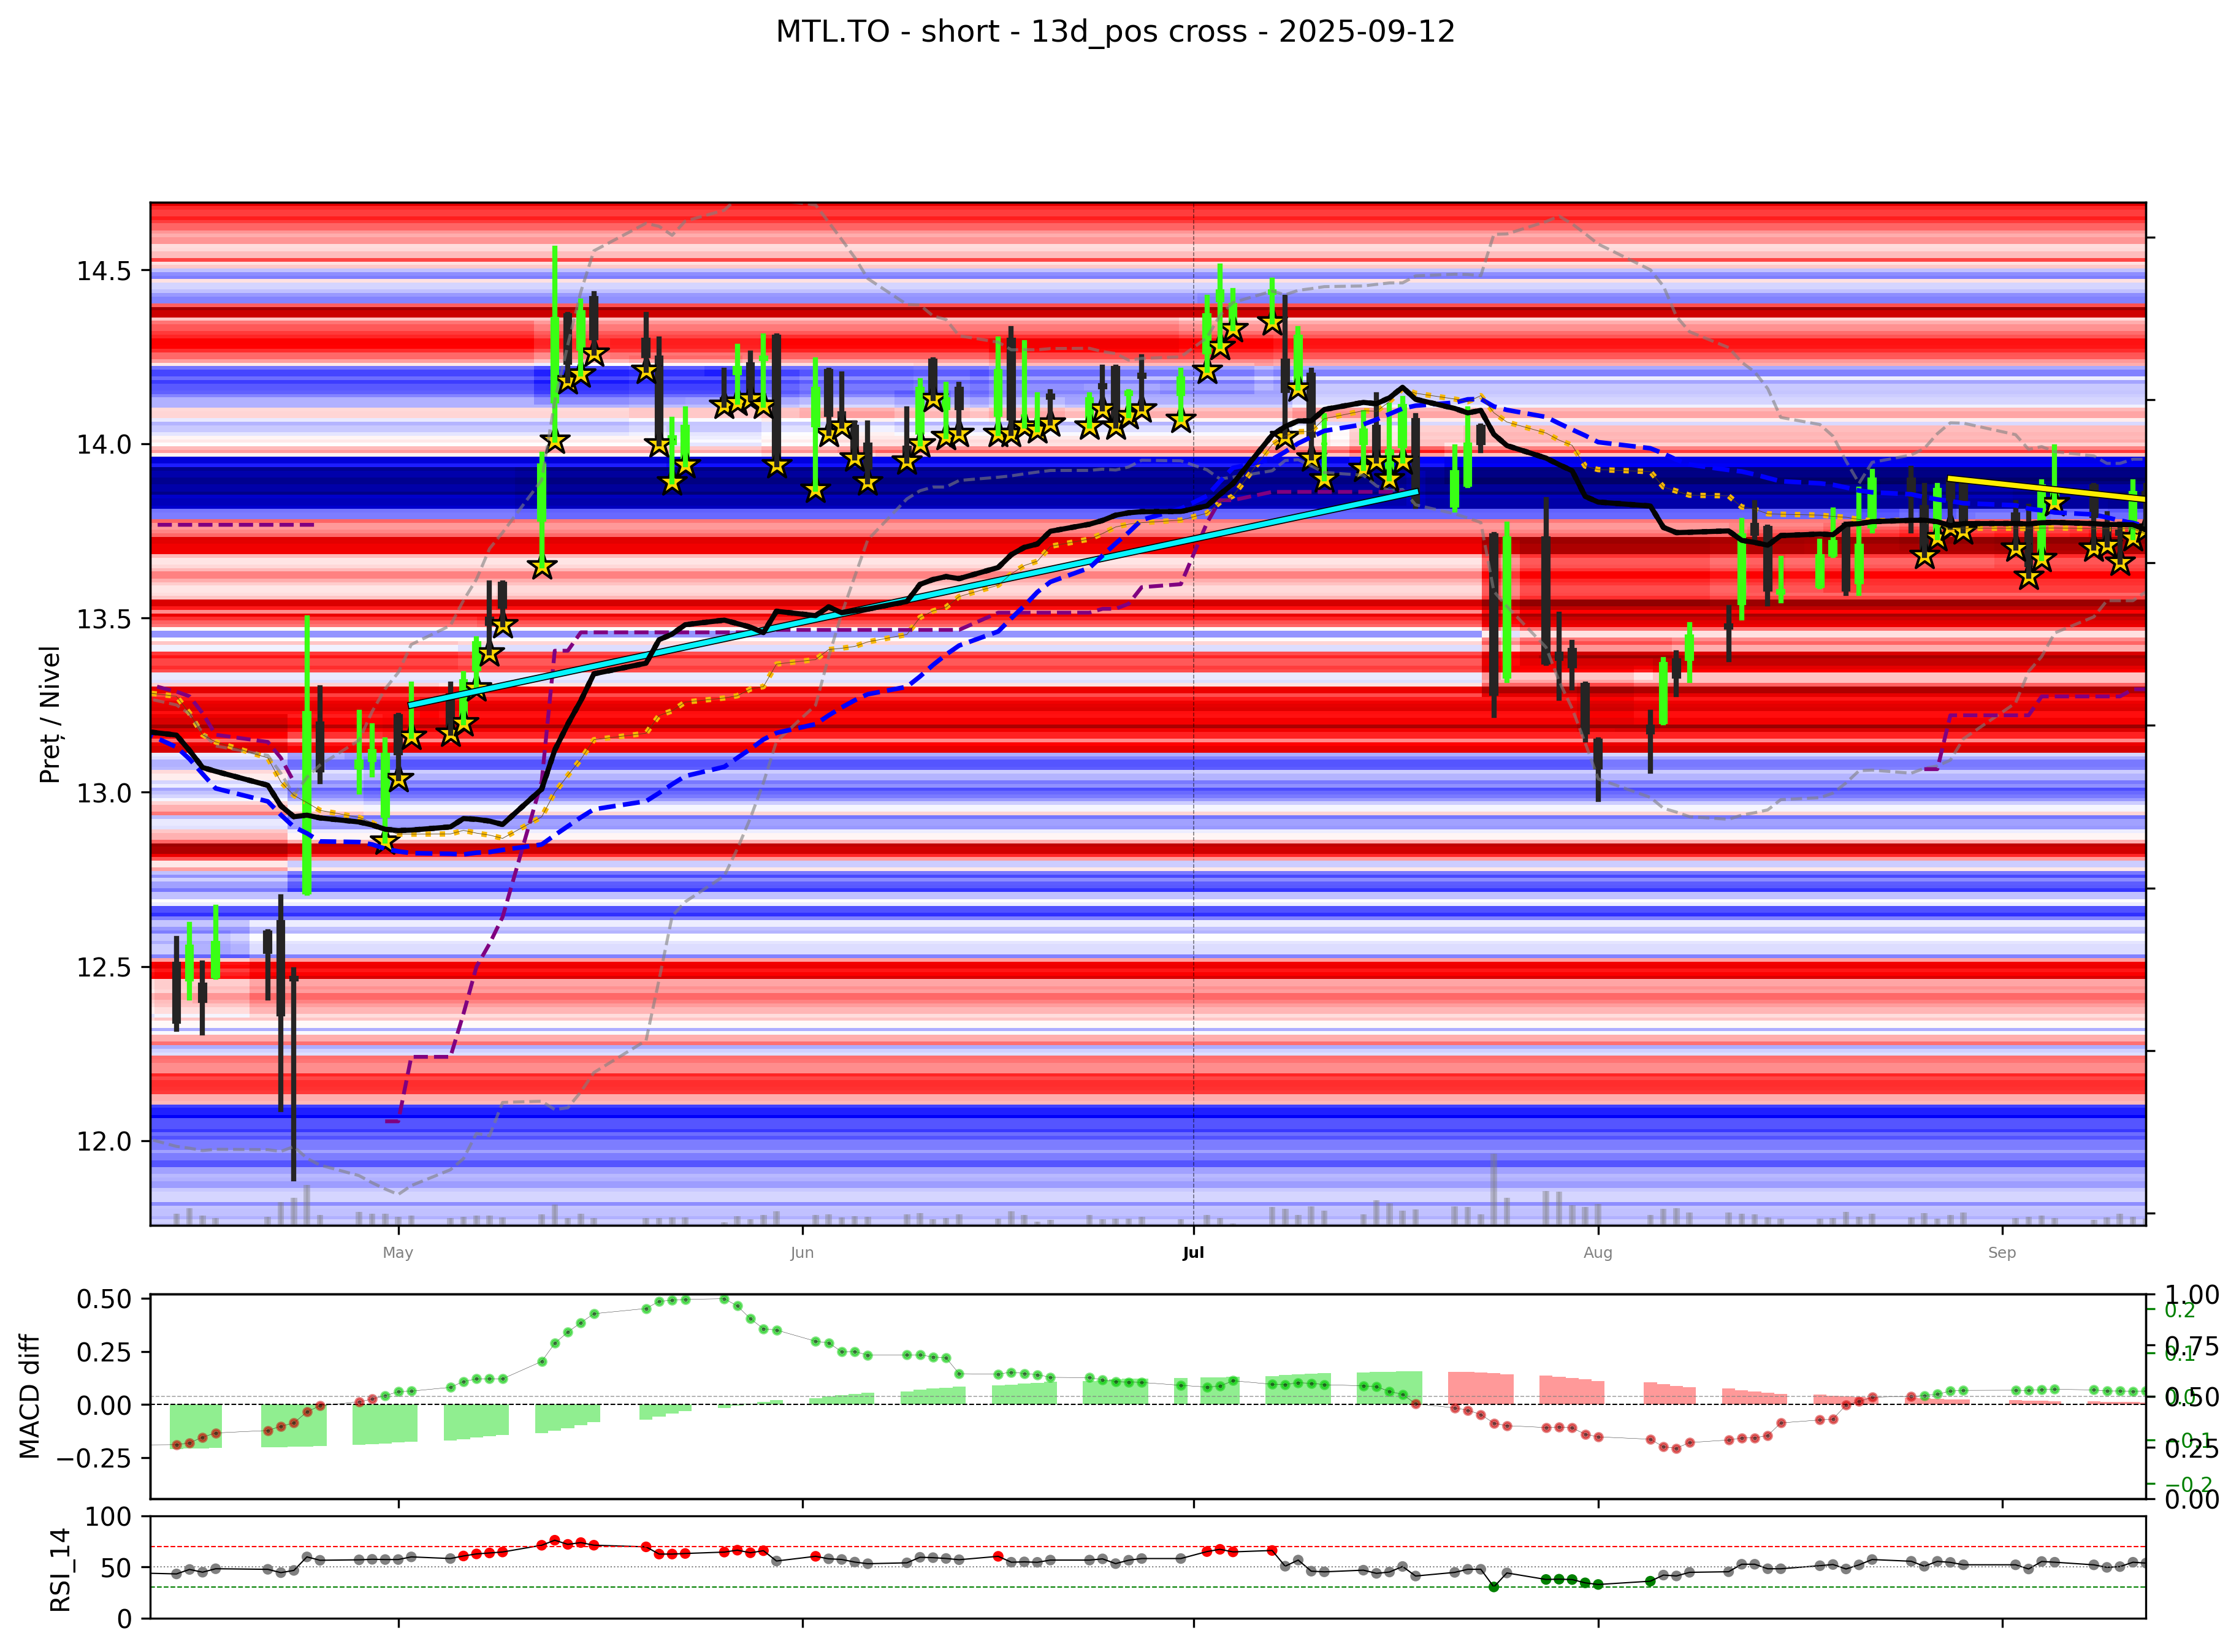 MTL.TO - short - 13d_pos cross - 2025-09-12
Preț / Nivel
14.5
14.0
13.5
13.0
12.5
12.0
May
Jun
Jul
Aug
Sep
MACD diff
0.50
0.25
0.00
−0.25
1.00
0.75
0.50
0.25
0.00
0.2
0.1
0.0
−0.1
−0.2
RSI_14
100
50
0